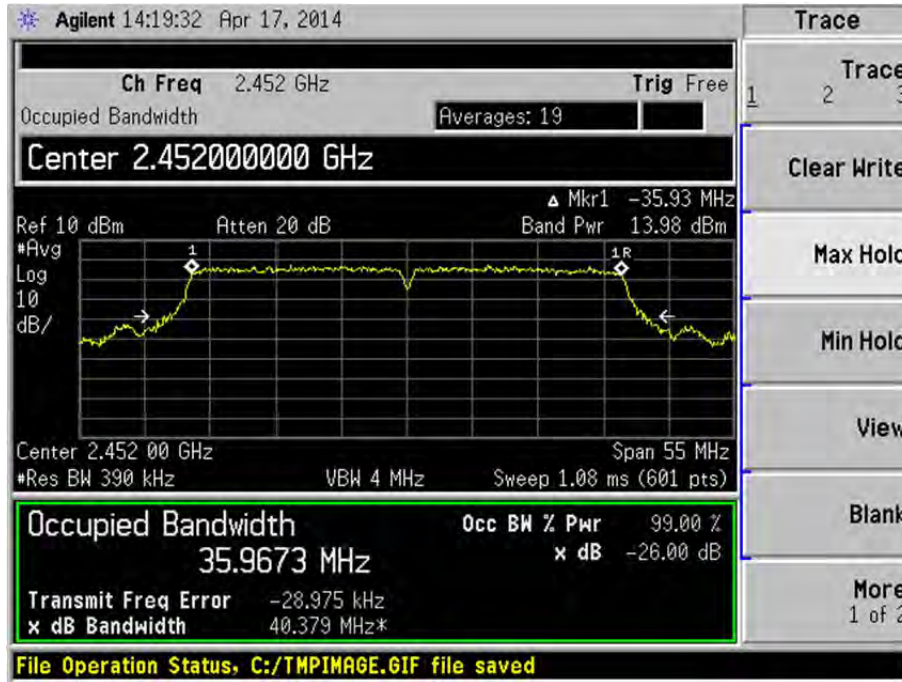 Agilent 14:19:32 Apr 17, 2014
Trace
Ch Freq 2.452 GHz Trig Free
Occupied Bandwidth Averages: 19
Center 2.452000000 GHz
Δ Mkr1 -35.93 MHz
Ref 10 dBm Atten 20 dB Band Pwr 13.98 dBm
#Avg
Log
10
dB/
1
1R
Center 2.452 00 GHz Span 55 MHz
#Res BW 390 kHz VBW 4 MHz Sweep 1.08 ms (601 pts)
Occupied Bandwidth
35.9673 MHz
Occ BW % Pwr 99.00 %
x dB -26.00 dB
Transmit Freq Error -28.975 kHz
x dB Bandwidth 40.379 MHz*
File Operation Status, C:/TMPIMAGE.GIF file saved
Trace
1 2 3
Clear Write
Max Hold
Min Hold
View
Blank
More
1 of 2